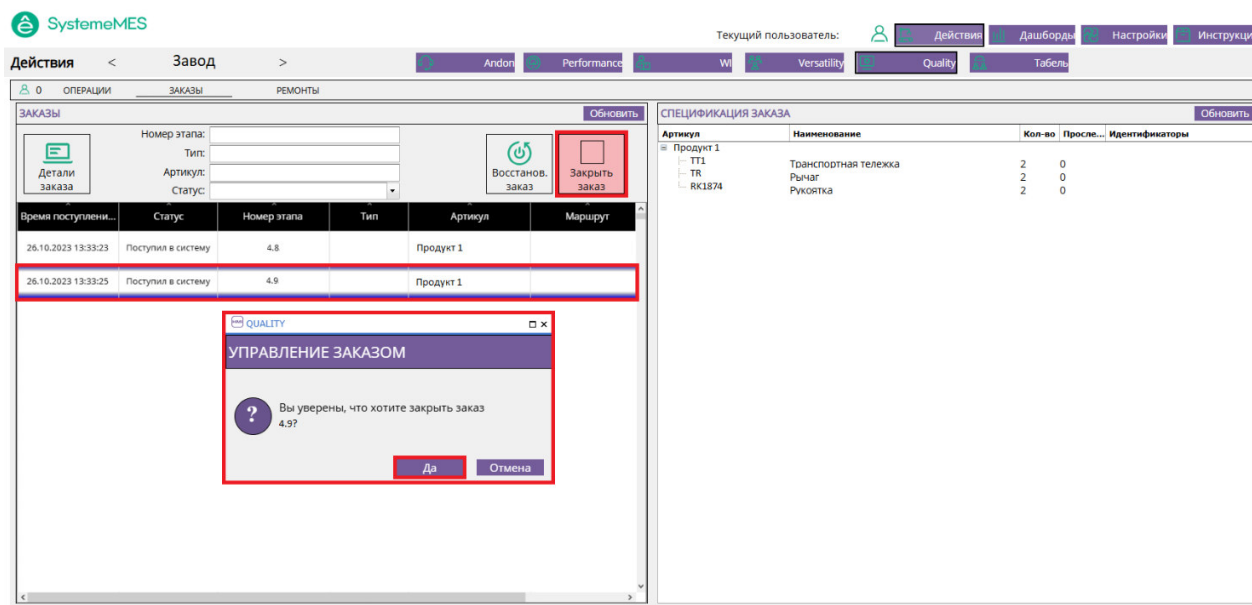 SystemeMES
Текущий пользователь:
Действия
Дашборды
Настройки
Инструкци
Действия < Завод >
Andon
Performance
WI
Versatility
Quality
Табель
0 ОПЕРАЦИИ ЗАКАЗЫ РЕМОНТЫ
ЗАКАЗЫ
Обновить
Детали
заказа
Номер этапа:
Тип:
Артикул:
Статус:
Восстанов.
заказ
Закрыть
заказ
Время поступлени... Статус Номер этапа Тип Артикул Маршрут
26.10.2023 13:33:23 Поступил в систему 4.8 Продукт 1
26.10.2023 13:33:25 Поступил в систему 4.9 Продукт 1
QUALITY
УПРАВЛЕНИЕ ЗАКАЗОМ
? Вы уверены, что хотите закрыть заказ
4.9?
Да Отмена
СПЕЦИФИКАЦИЯ ЗАКАЗА
Обновить
Артикул Наименование Кол-во Просле... Идентификаторы
Продукт 1
TT1 Транспортная тележка 2 0
TR Рычаг 2 0
RK1874 Рукоятка 2 0